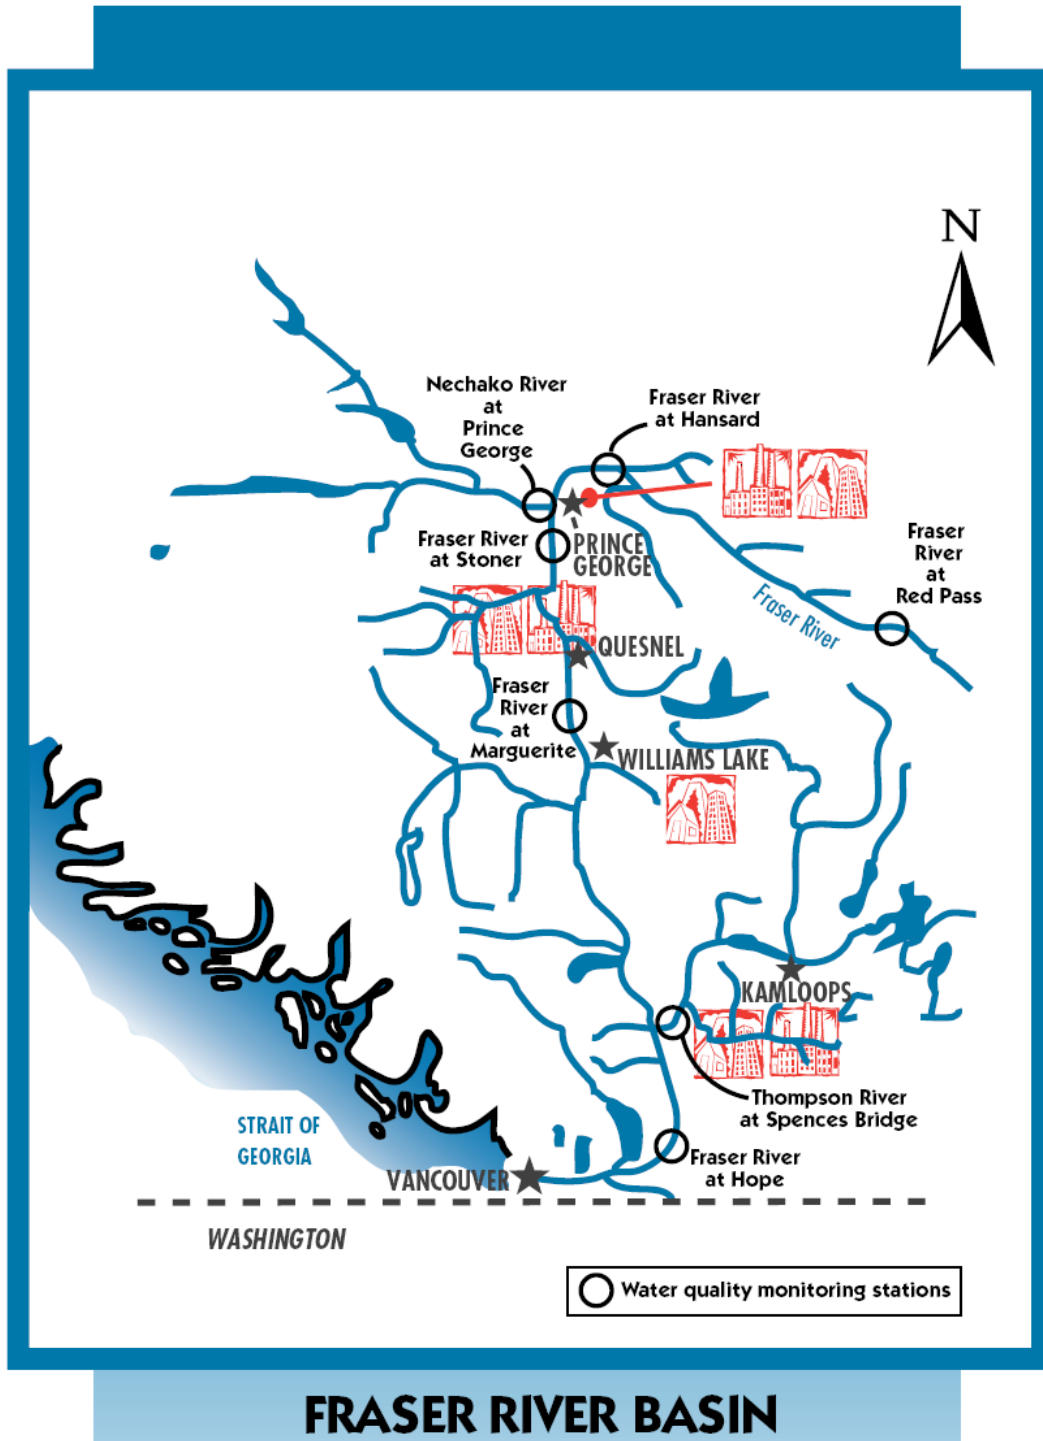 N
Nechako River
at
Prince
George
Fraser River
at Hansard
Fraser River
at Stoner
PRINCE
GEORGE
Fraser
River
at
Red Pass
Fraser River
QUESNEL
Fraser
River
at
Marguerite
WILLIAMS LAKE
KAMLOOPS
Thompson River
at Spences Bridge
STRAIT OF
GEORGIA
Fraser River
at Hope
VANCOUVER
WASHINGTON
Water quality monitoring stations
FRASER RIVER BASIN